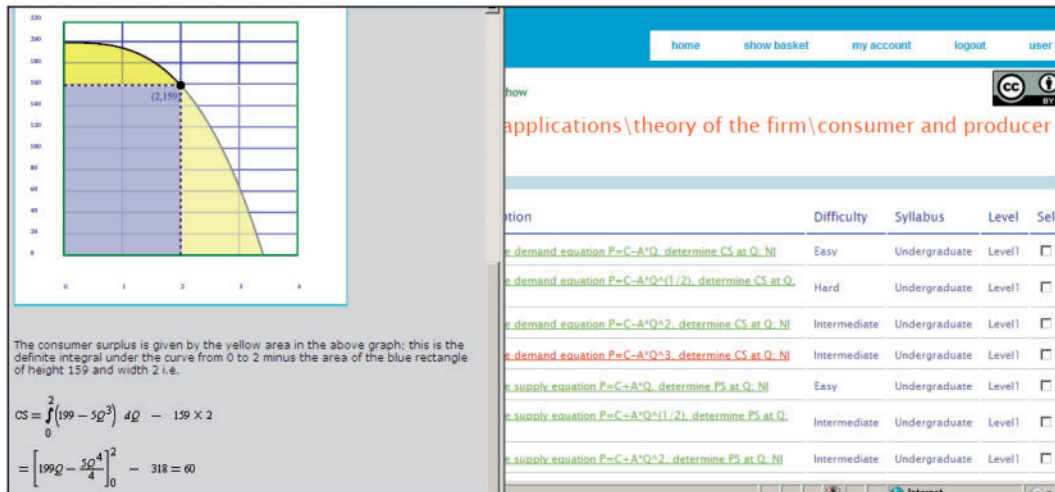 220
200
180
160
140
120
100
80
60
40
20
0
(2,159)
0 1 2 3 4
The consumer surplus is given by the yellow area in the above graph; this is the
definite integral under the curve from 0 to 2 minus the area of the blue rectangle
of height 159 and width 2 i.e.
CS = ∫₀²(199 − 5Q³) dQ − 159 × 2
= [199Q − 5Q⁴/4]₀² − 318 = 60
home show basket my account logout user
cc BY
how
applications\theory of the firm\consumer and producer
tion Difficulty Syllabus Level Sel
e demand equation P=C-A*Q, determine CS at Q; NI Easy Undergraduate Level1
e demand equation P=C-A*Q^(1/2), determine CS at Q; Hard Undergraduate Level1
e demand equation P=C-A*Q^2, determine CS at Q; NI Intermediate Undergraduate Level1
e demand equation P=C-A*Q^3, determine CS at Q; NI Intermediate Undergraduate Level1
e supply equation P=C+A*Q, determine PS at Q; NI Easy Undergraduate Level1
e supply equation P=C+A*Q^(1/2), determine PS at Q; Intermediate Undergraduate Level1
e supply equation P=C+A*Q^2, determine PS at Q; NI Intermediate Undergraduate Level1
Internet